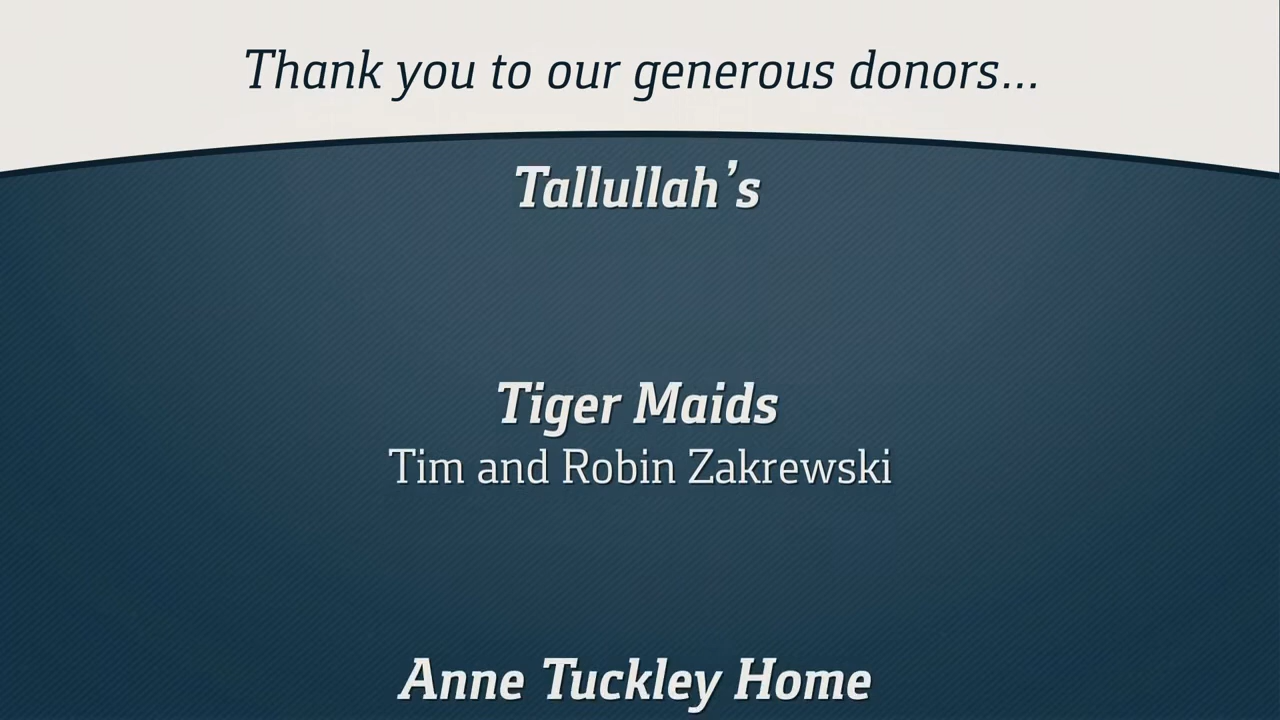 Thank you to our generous donors...
Tallullah's
Tiger Maids
Tim and Robin Zakrewski
Anne Tuckley Home